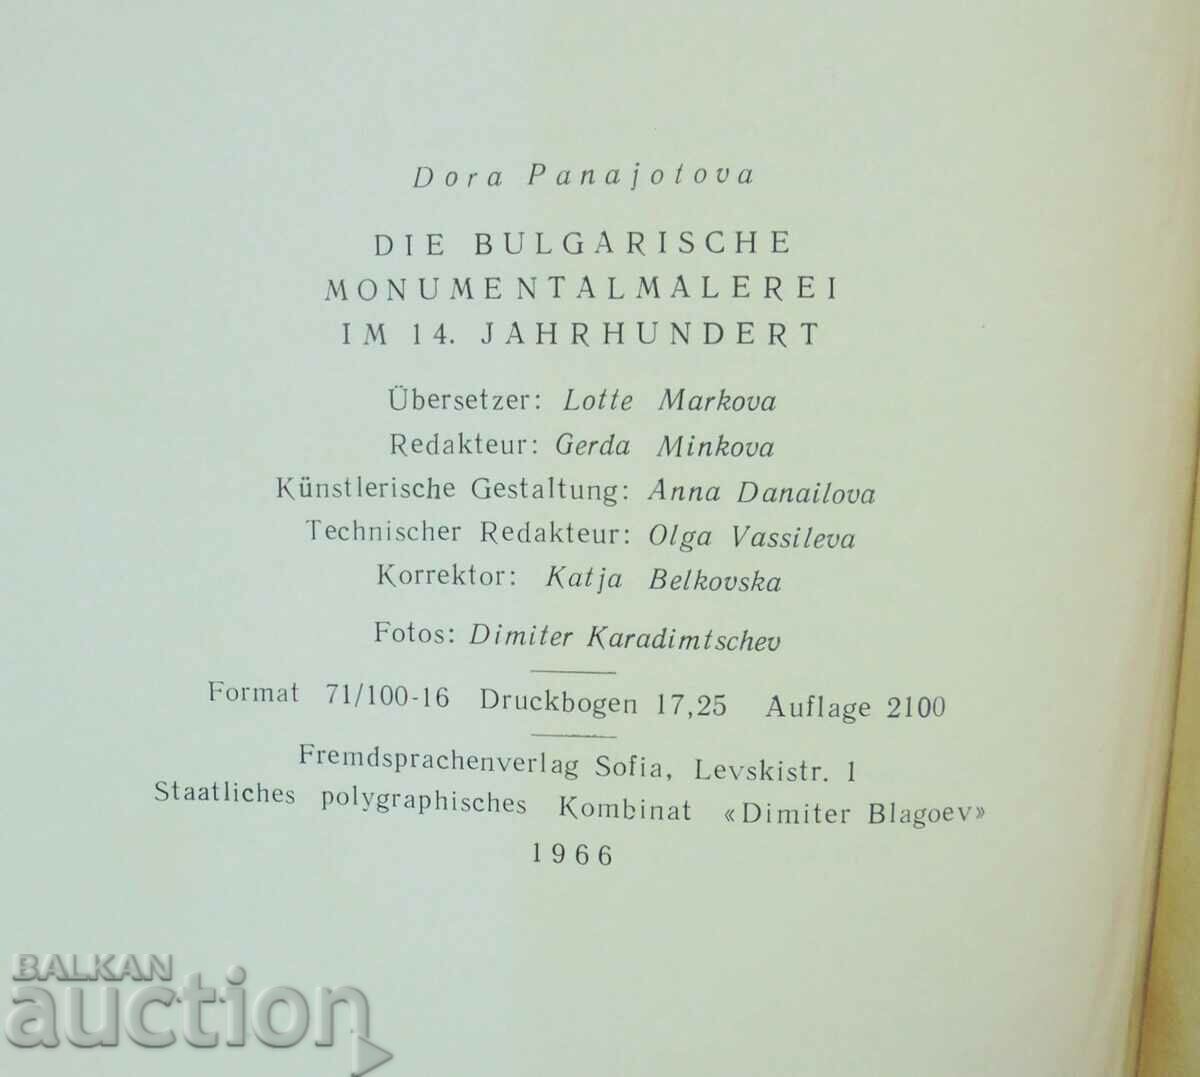 Dora Panajotova
DIE BULGARISCHE
MONUMENTALMALEREI
IM 14. JAHRHUNDERT
Übersetzer: Lotte Markova
Redakteur: Gerda Minkova
Künstlerische Gestaltung: Anna Danailova
Technischer Redakteur: Olga Vassileva
Korrektor: Katja Belkovska
Fotos: Dimiter Karadimtschev
Format 71/100-16 Druckbogen 17,25 Auflage 2100
Fremdsprachenverlag Sofia, Levskistr. 1
Staatliches polygraphisches Kombinat «Dimiter Blagoev»
1966
BALKAN
auction